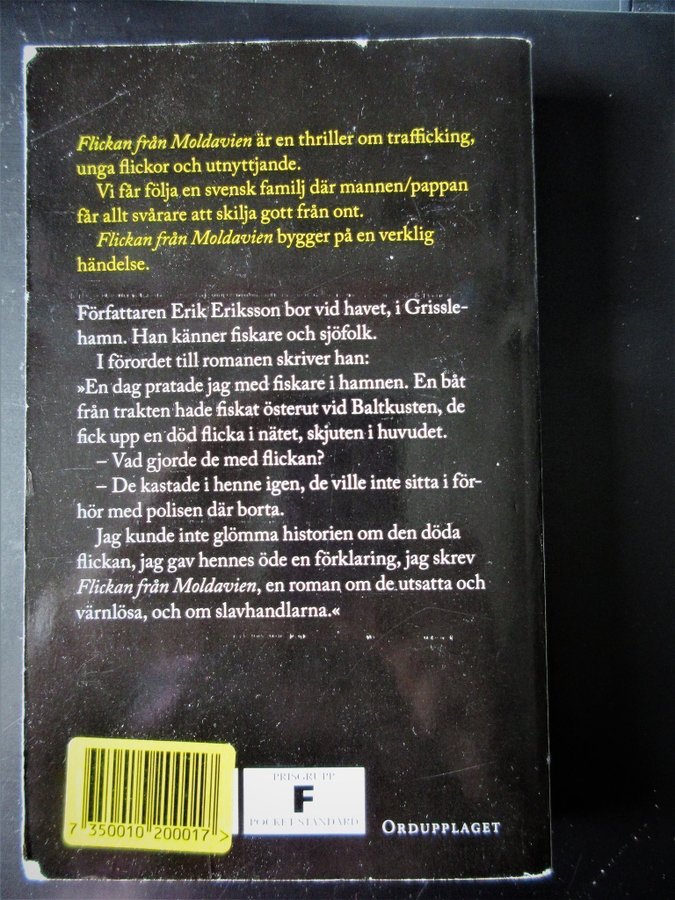 Flickan från Moldavien är en thriller om trafficking,
unga flickor och utnyttjande.
Vi får följa en svensk familj där mannen/pappan
får allt svårare att skilja gott från ont.
Flickan från Moldavien bygger på en verklig
händelse.
Författaren Erik Eriksson bor vid havet, i Grissle-
hamn. Han känner fiskare och sjöfolk.
I förordet till romanen skriver han:
»En dag pratade jag med fiskare i hamnen. En båt
från trakten hade fiskat österut vid Baltkusten, de
fick upp en död flicka i nätet, skjuten i huvudet.
– Vad gjorde de med flickan?
– De kastade i henne igen, de ville inte sitta i för-
hör med polisen där borta.
Jag kunde inte glömma historien om den döda
flickan, jag gav hennes öde en förklaring, jag skrev
Flickan från Moldavien, en roman om de utsatta och
värnlösa, och om slavhandlarna.«
PRISGRUPP
F
POCKETSTANDARD
ORDUPPLAGET
7 350010 200017 >